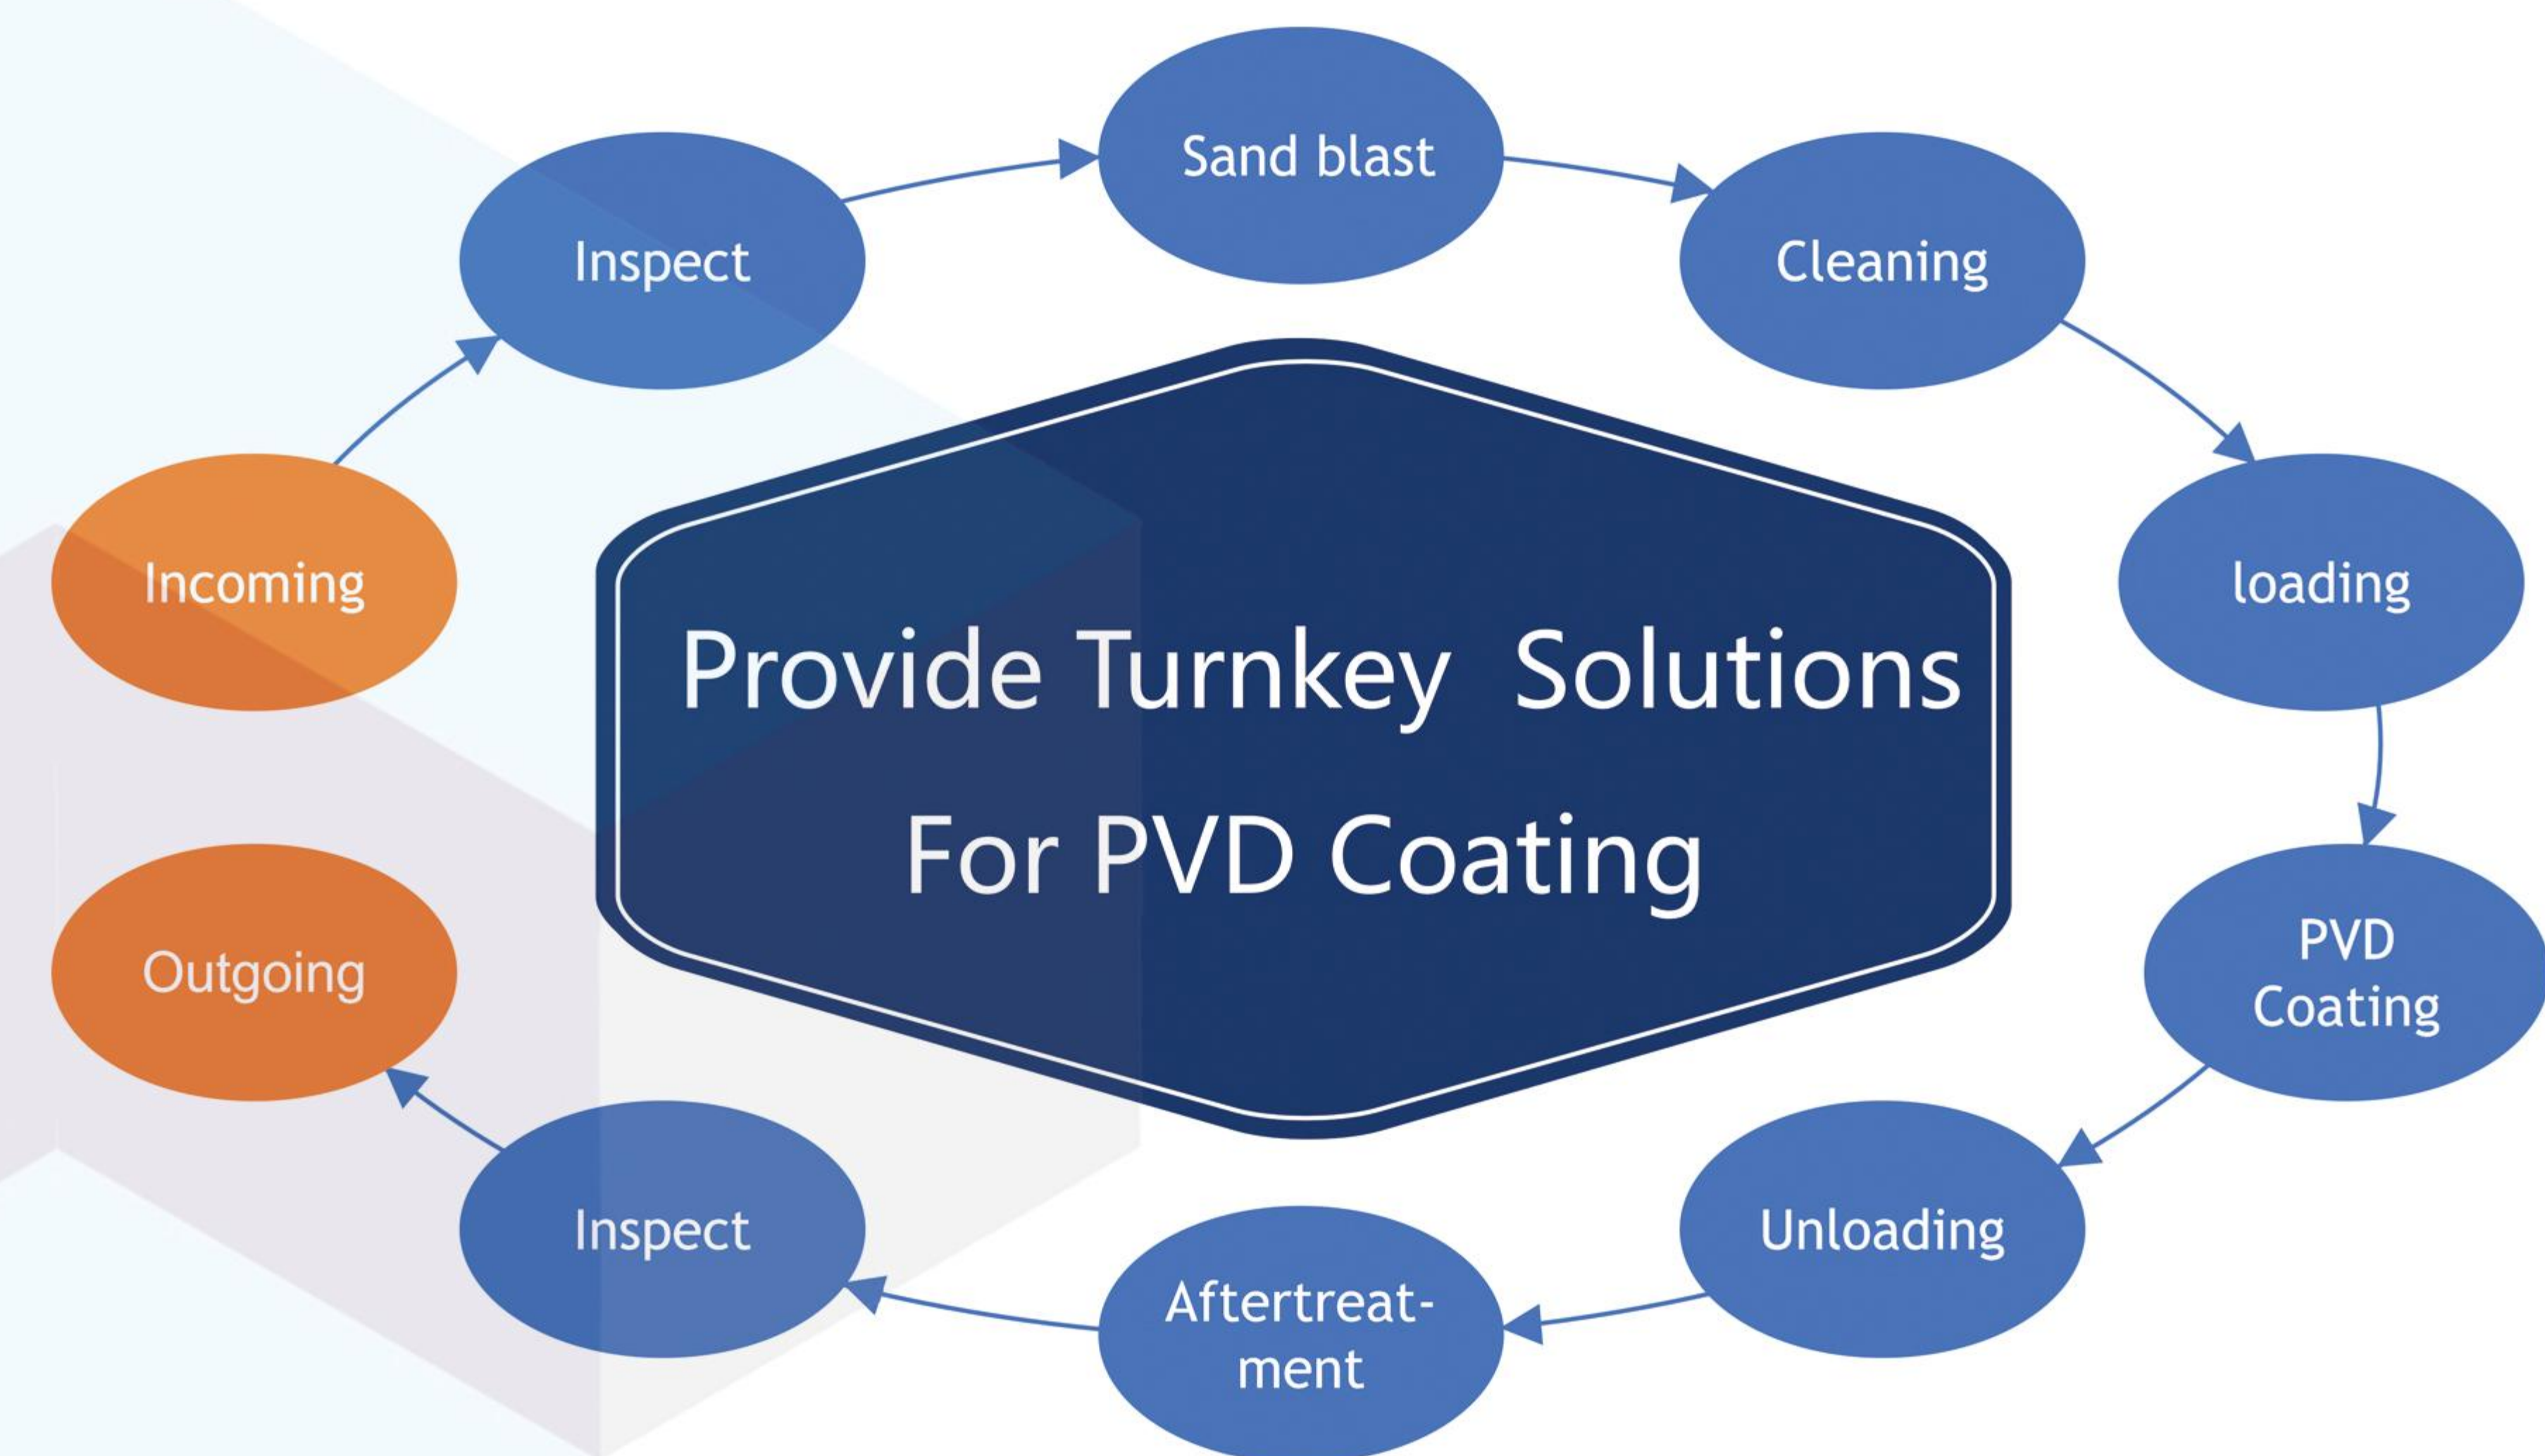 Sand blast
Inspect
Cleaning
Incoming
loading
Provide Turnkey  Solutions
For PVD Coating
PVD
Coating
Outgoing
Unloading
Inspect
Aftertreat-
ment